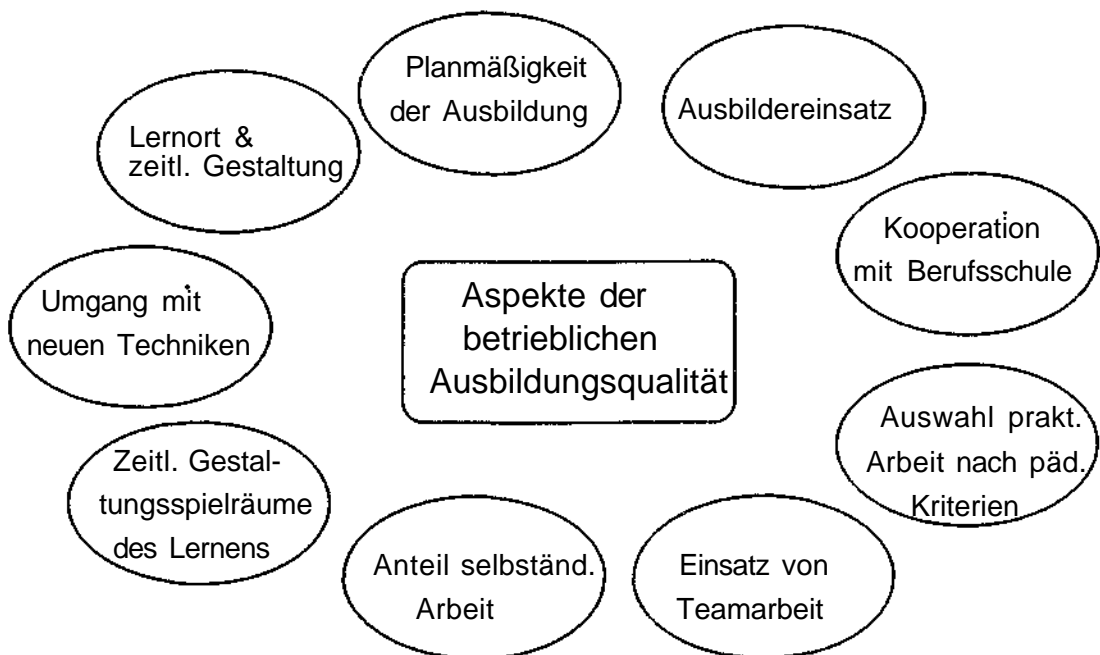 Planmäßigkeit
der Ausbildung
Ausbildereinsatz
Lernort &
zeitl. Gestaltung
Kooperation
mit Berufsschule
Umgang mit
neuen Techniken
Aspekte der
betrieblichen
Ausbildungsqualität
Auswahl prakt.
Arbeit nach päd.
Kriterien
Zeitl. Gestal-
tungsspielräume
des Lernens
Anteil selbständ.
Arbeit
Einsatz von
Teamarbeit